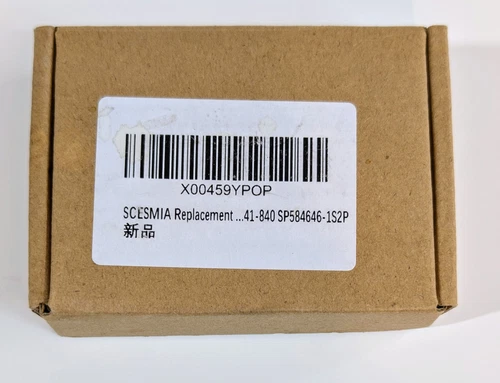 X00459YPOP
SCESMIA Replacement ...41-840 SP584646-1S2P
新品